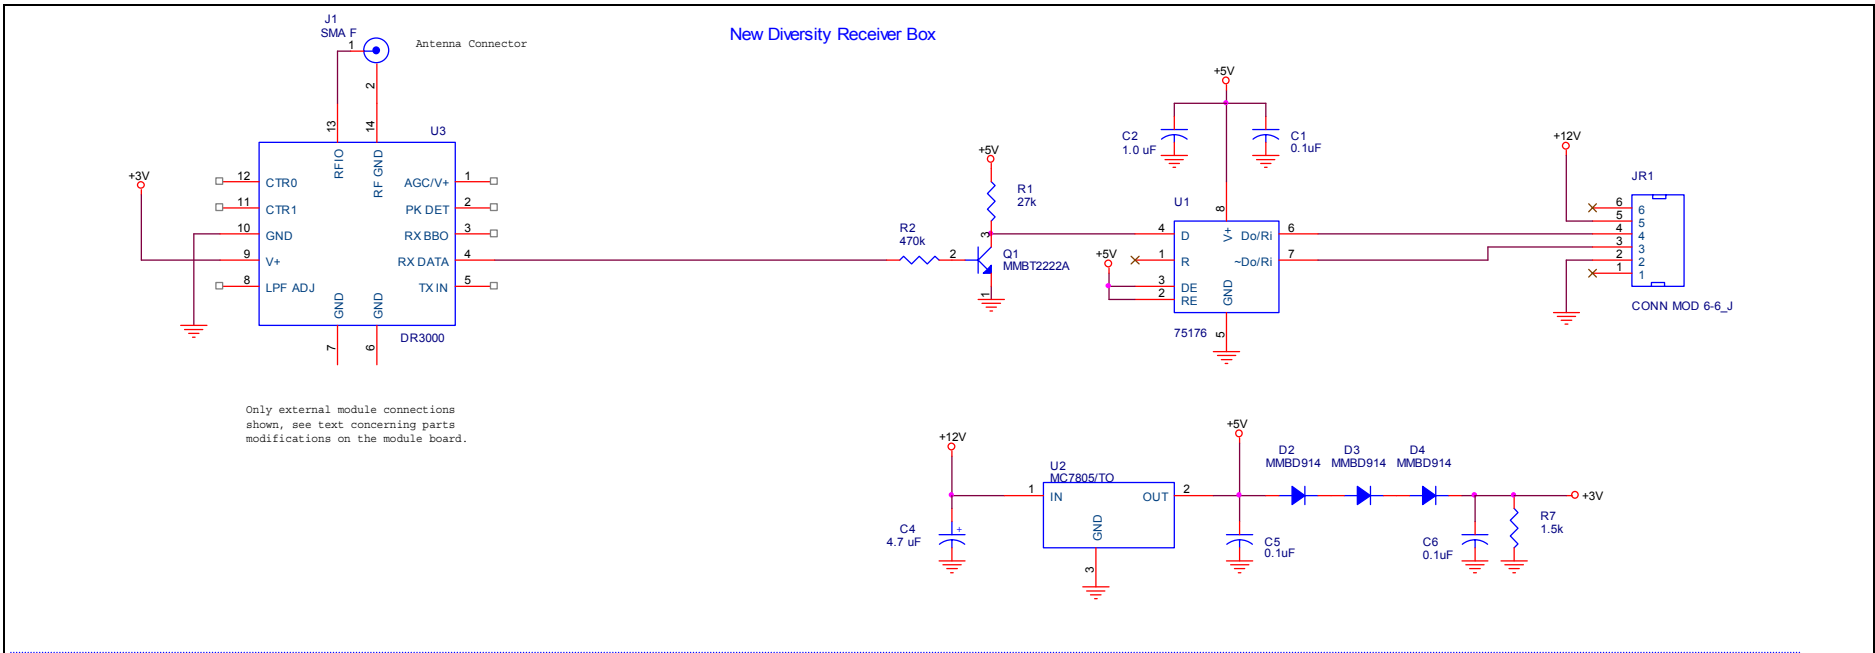 New Diversity Receiver Box
J1
SMA F
1
2
Antenna Connector
13
14
U3
RFIO
RF GND
+3V
12
CTR0
11
CTR1
10
GND
9
V+
8
LPF ADJ
AGC/V+
1
PK DET
2
RX BBO
3
RX DATA
4
TX IN
5
GND
GND
7
6
DR3000
Only external module connections
shown, see text concerning parts
modifications on the module board.
+5V
R1
27k
R2
470k
2
3
1
Q1
MMBT2222A
+5V
C2
1.0 uF
C1
0.1uF
U1
8
V+
4
D
1
R
+5V
3
DE
2
RE
GND
Do/Ri
6
~Do/Ri
7
75176
5
+12V
JR1
6
6
5
5
4
4
3
3
2
2
1
1
CONN MOD 6-6_J
+12V
C4
4.7 uF
+
U2
MC7805/TO
1
IN
OUT
2
GND
3
+5V
C5
0.1uF
D2
MMBD914
D3
MMBD914
D4
MMBD914
C6
0.1uF
R7
1.5k
+3V